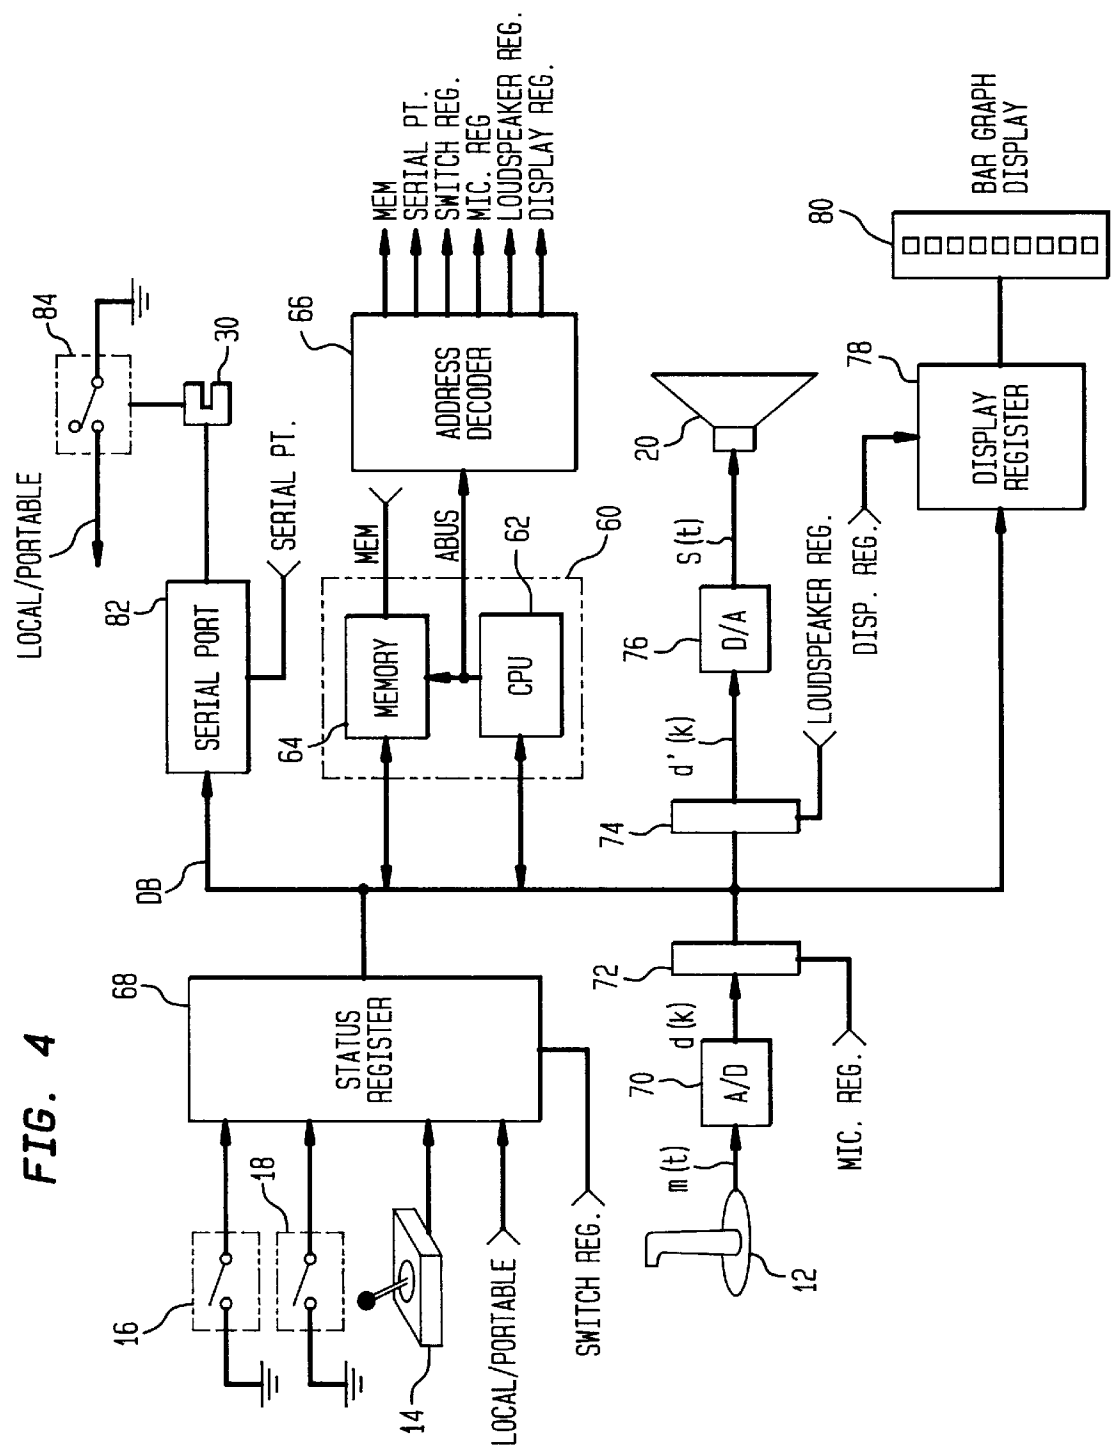 FIG. 4
LOCAL/PORTABLE
84
30
82
SERIAL PORT
SERIAL PT.
DB
66
ADDRESS
DECODER
MEM
SERIAL PT.
SWITCH REG.
MIC. REG
LOUDSPEAKER REG.
DISPLAY REG.
MEM
ABUS
64
MEMORY
62
CPU
60
68
STATUS
REGISTER
16
18
14
LOCAL/PORTABLE
SWITCH REG.
12
m(t)
70
A/D
d(k)
72
MIC. REG.
74
d'(k)
LOUDSPEAKER REG.
76
D/A
S(t)
20
DISP. REG.
78
DISPLAY
REGISTER
80
BAR GRAPH
DISPLAY